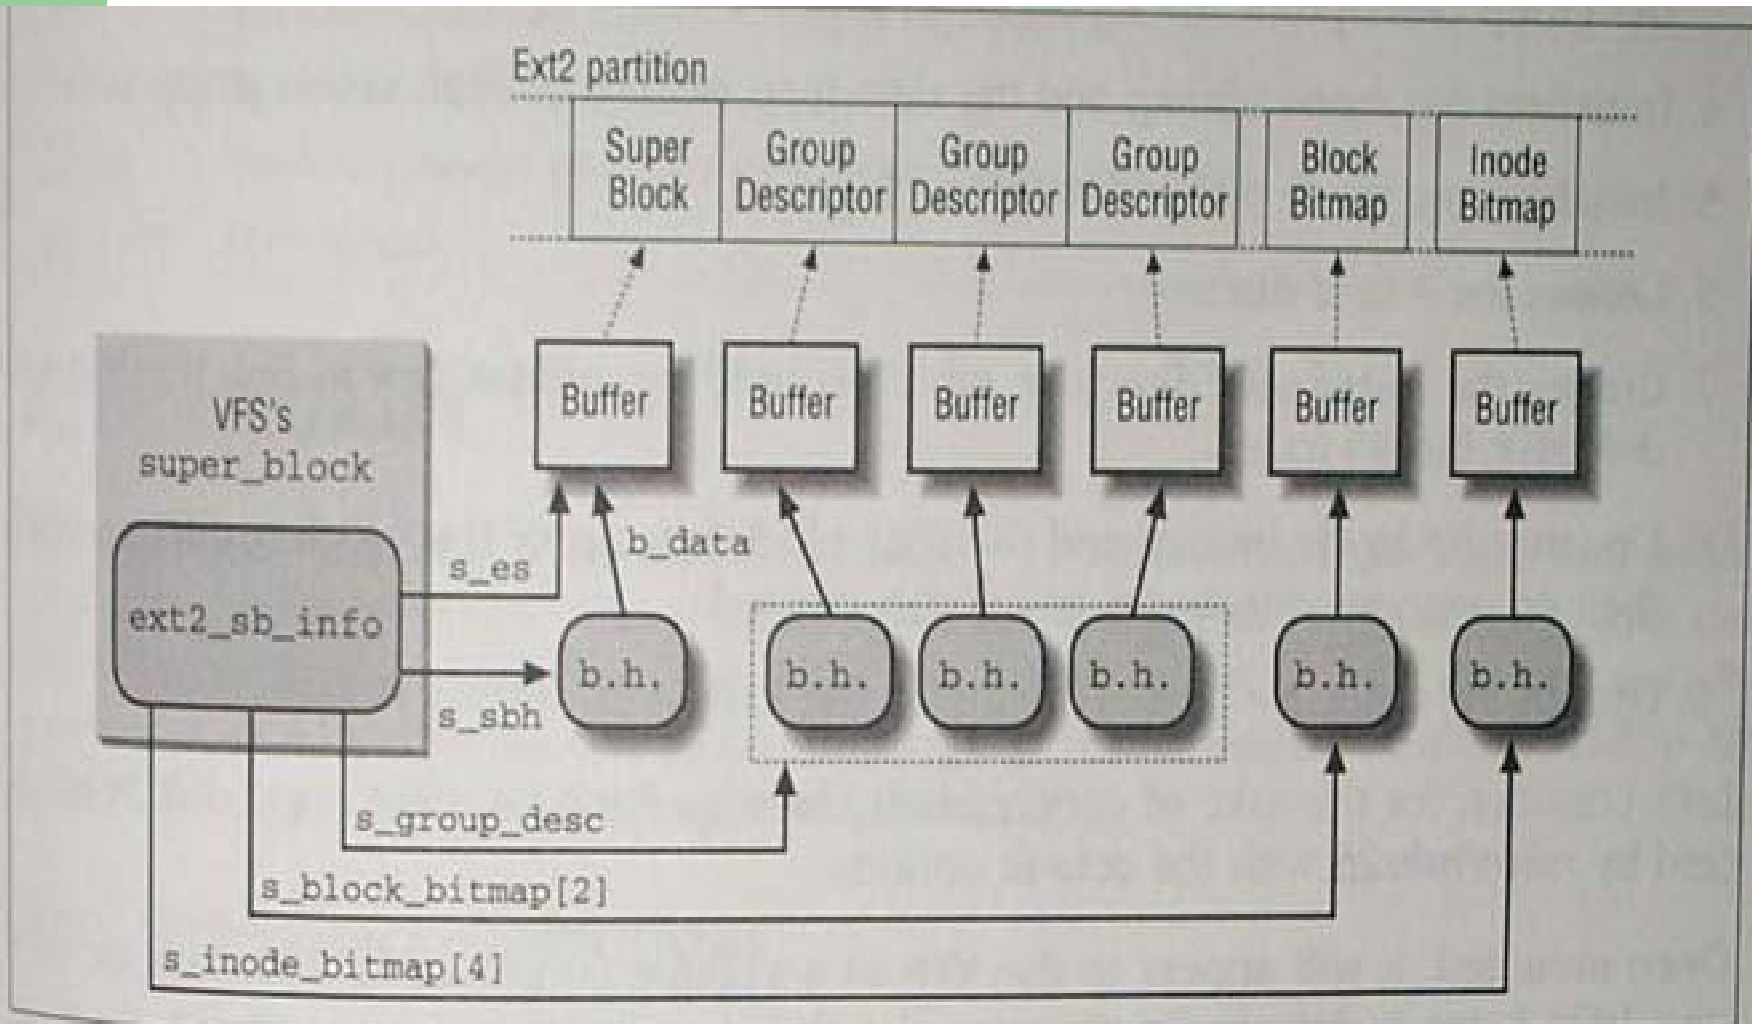 Ext2 partition
Super
Block
Group
Descriptor
Group
Descriptor
Group
Descriptor
Block
Bitmap
Inode
Bitmap
VFS's
super_block
Buffer
Buffer
Buffer
Buffer
Buffer
Buffer
b_data
s_es
ext2_sb_info
b.h.
b.h.
b.h.
b.h.
b.h.
b.h.
s_sbh
s_group_desc
s_block_bitmap[2]
s_inode_bitmap[4]